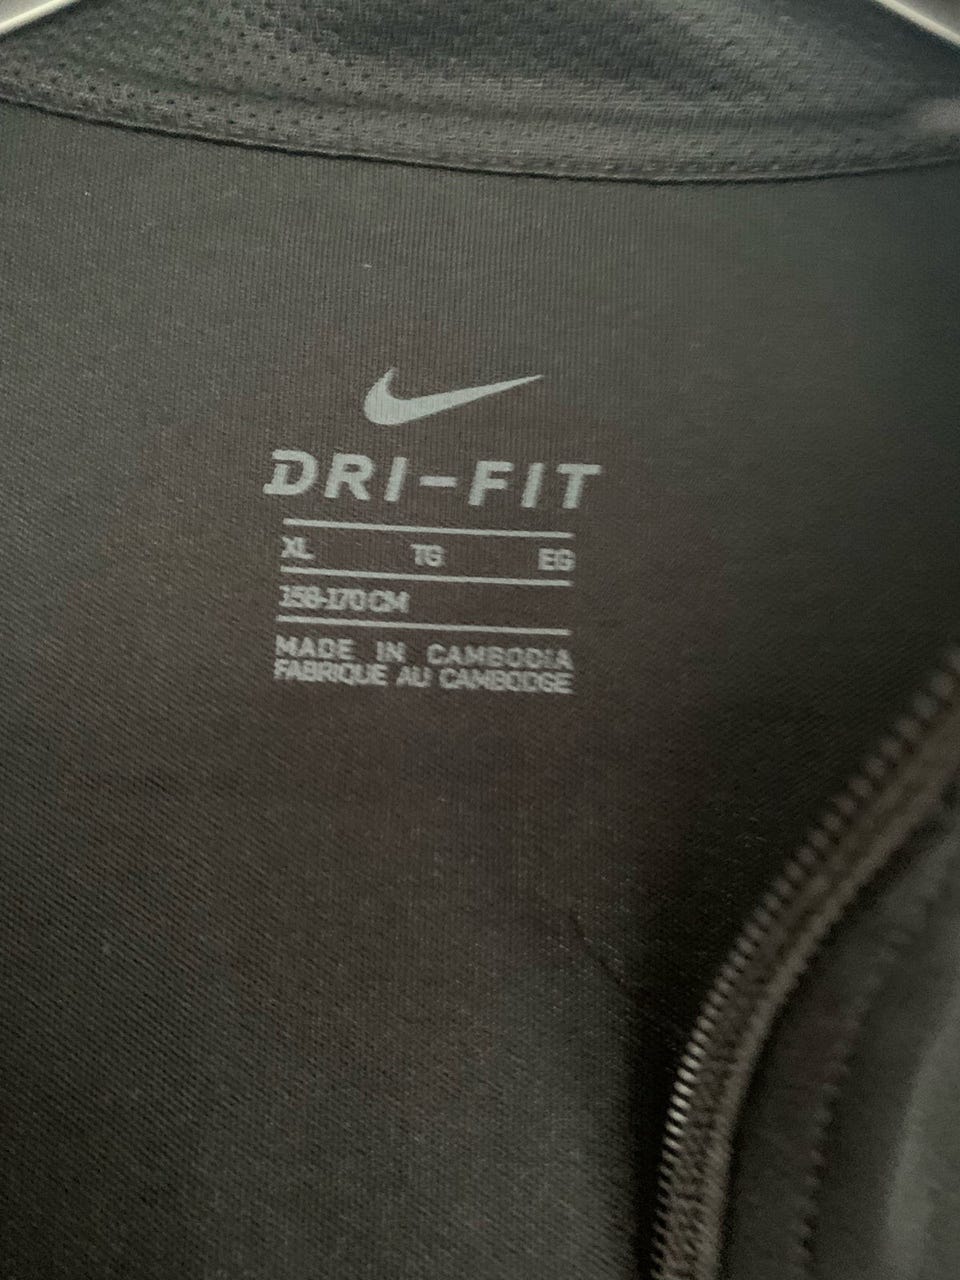 DRI-FIT
XL TG EG
158-170 CM
MADE IN CAMBODIA
FABRIQUE AU CAMBODGE